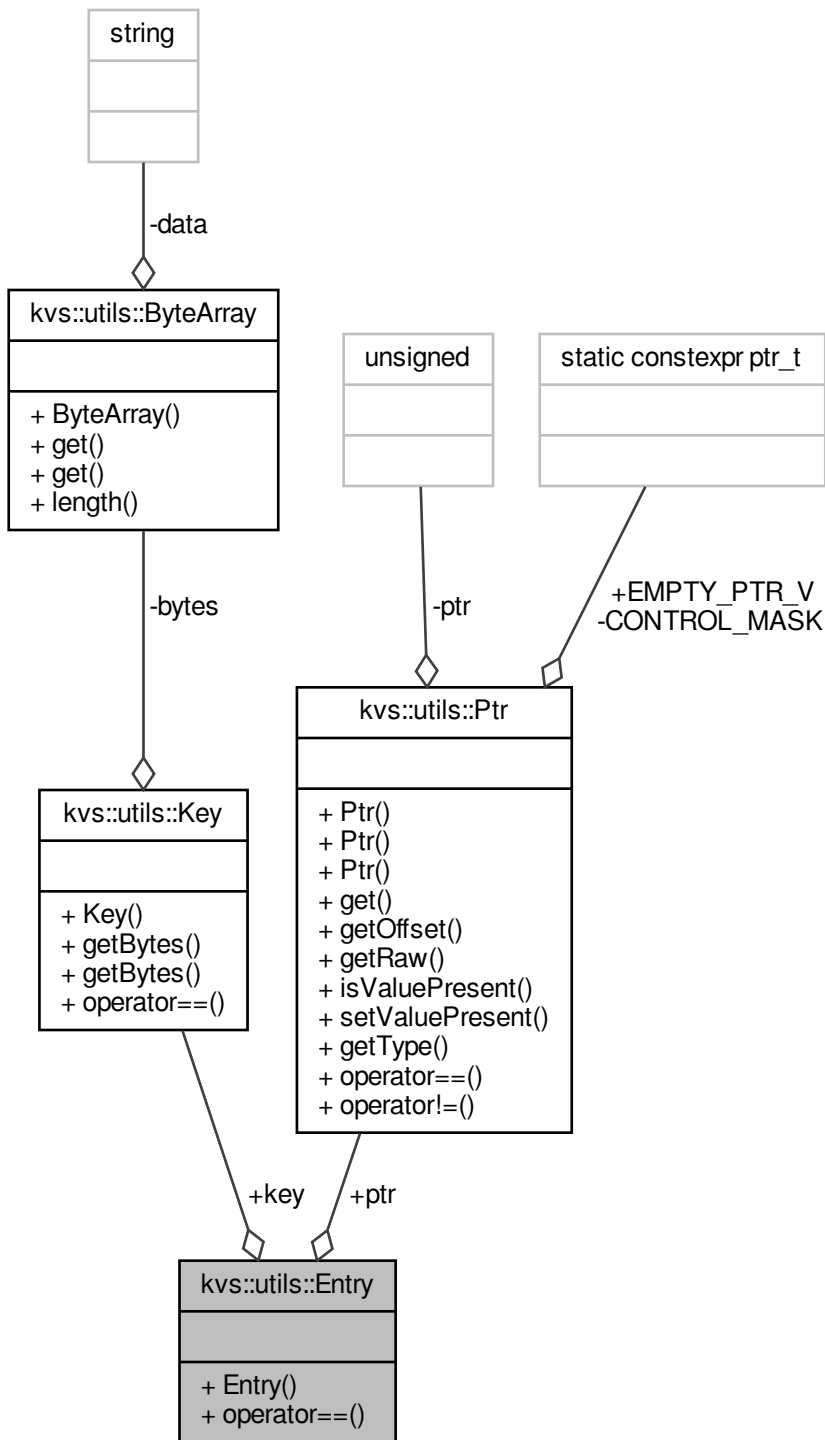 string
-data
kvs::utils::ByteArray
+ ByteArray()
+ get()
+ get()
+ length()
unsigned
static constexpr ptr_t
-bytes
-ptr
+EMPTY_PTR_V
-CONTROL_MASK
kvs::utils::Key
+ Key()
+ getBytes()
+ getBytes()
+ operator==()
kvs::utils::Ptr
+ Ptr()
+ Ptr()
+ Ptr()
+ get()
+ getOffset()
+ getRaw()
+ isValuePresent()
+ setValuePresent()
+ getType()
+ operator==()
+ operator!=()
+key
+ptr
kvs::utils::Entry
+ Entry()
+ operator==()